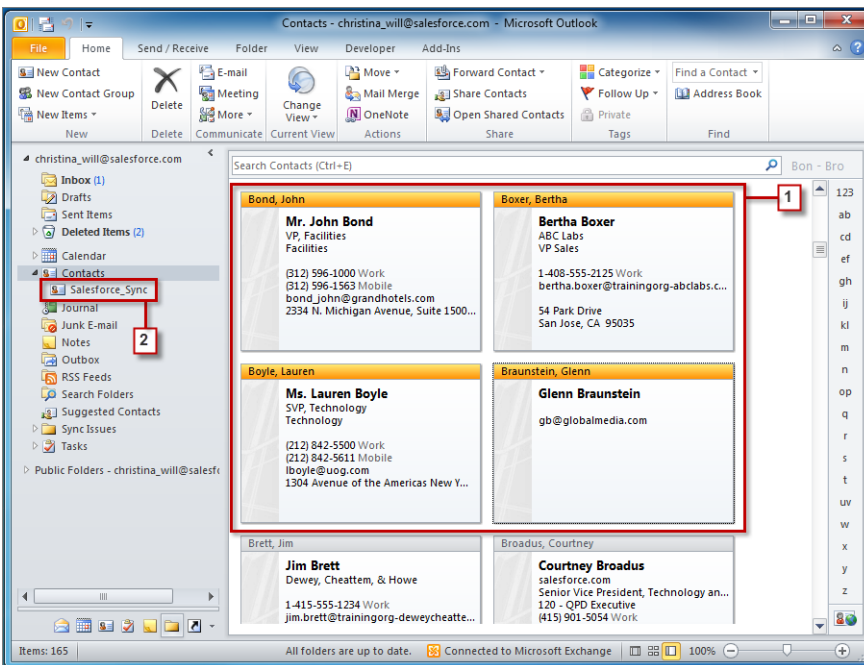 Contacts - christina_will@salesforce.com - Microsoft Outlook
File Home Send / Receive Folder View Developer Add-Ins
New Contact
New Contact Group
New Items
New
Delete
Delete
E-mail
Meeting
More
Communicate
Change
View
Current View
Move
Mail Merge
OneNote
Actions
Forward Contact
Share Contacts
Open Shared Contacts
Share
Categorize
Follow Up
Private
Tags
Find a Contact
Address Book
Find
christina_will@salesforce.com
Inbox (1)
Drafts
Sent Items
Deleted Items (2)
Calendar
Contacts
Salesforce_Sync
Journal
Junk E-mail
Notes
Outbox
RSS Feeds
Search Folders
Suggested Contacts
Sync Issues
Tasks
Public Folders - christina_will@salesfc
2
Search Contacts (Ctrl+E)
Bon - Bro
1
Bond, John
Mr. John Bond
VP, Facilities
Facilities
(312) 596-1000 Work
(312) 596-1563 Mobile
bond_john@grandhotels.com
2334 N. Michigan Avenue, Suite 1500...
Boxer, Bertha
Bertha Boxer
ABC Labs
VP Sales
1-408-555-2125 Work
bertha.boxer@trainingorg-abclabs.c...
54 Park Drive
San Jose, CA 95035
Boyle, Lauren
Ms. Lauren Boyle
SVP, Technology
Technology
(212) 842-5500 Work
(212) 842-5611 Mobile
lboyle@uog.com
1304 Avenue of the Americas New Y...
Braunstein, Glenn
Glenn Braunstein
gb@globalmedia.com
Brett, Jim
Jim Brett
Dewey, Cheattem, & Howe
1-415-555-1234 Work
jim.brett@trainingorg-deweycheatte...
Broadus, Courtney
Courtney Broadus
salesforce.com
Senior Vice President, Technology an...
120 - QPD Executive
(415) 901-5054 Work
123
ab
cd
ef
gh
ij
kl
m
n
op
q
r
s
t
uv
w
x
y
z
Items: 165
All folders are up to date.
Connected to Microsoft Exchange
100%